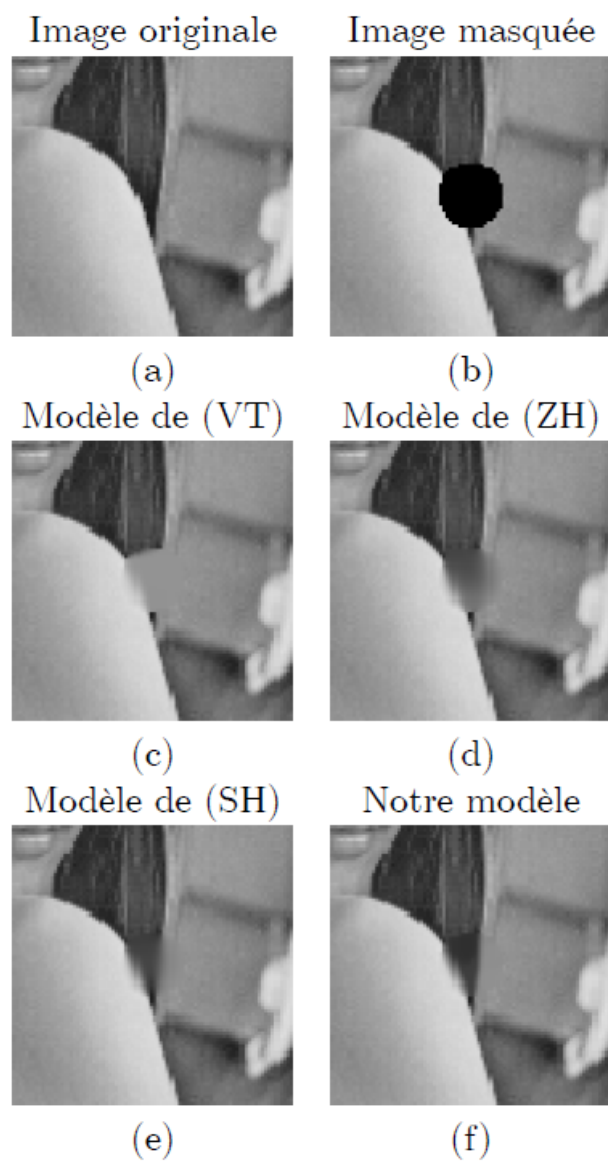 Image originale Image masquée
(a) (b)
Modèle de (VT) Modèle de (ZH)
(c) (d)
Modèle de (SH) Notre modèle
(e) (f)